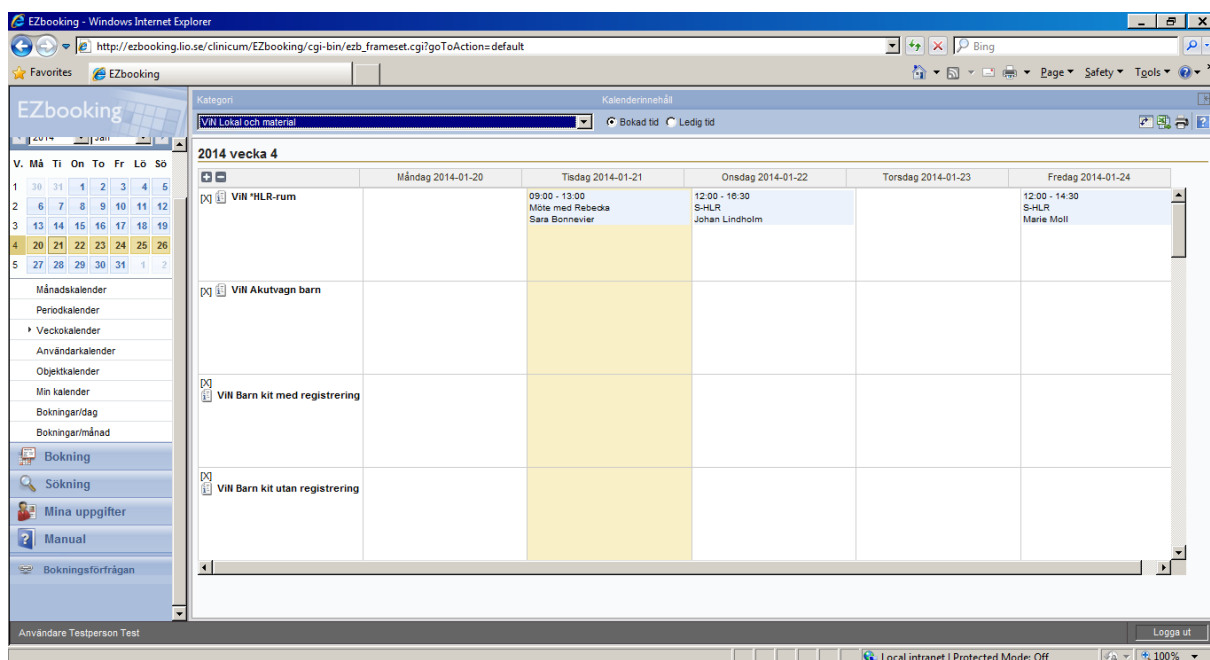 EZbooking - Windows Internet Explorer
http://ezbooking.lio.se/clinicum/EZbooking/cgi-bin/ezb_frameset.cgi?goToAction=default
Bing
Favorites
EZbooking
Page
Safety
Tools
EZbooking
Kategori
Kalenderinnehåll
ViN Lokal och material
Bokad tid
Ledig tid
2014
Jan
V. Må Ti On To Fr Lö Sö
1 30 31 1 2 3 4 5
2 6 7 8 9 10 11 12
3 13 14 15 16 17 18 19
4 20 21 22 23 24 25 26
5 27 28 29 30 31 1 2
Månadskalender
Periodkalender
Veckokalender
Användarkalender
Objektkalender
Min kalender
Bokningar/dag
Bokningar/månad
Bokning
Sökning
Mina uppgifter
Manual
Bokningsförfrågan
2014 vecka 4
Måndag 2014-01-20
Tisdag 2014-01-21
Onsdag 2014-01-22
Torsdag 2014-01-23
Fredag 2014-01-24
[X] ViN *HLR-rum
09:00 - 13:00
Möte med Rebecka
Sara Bonnevier
12:00 - 16:30
S-HLR
Johan Lindholm
12:00 - 14:30
S-HLR
Marie Moll
[X] ViN Akutvagn barn
[X]
ViN Barn kit med registrering
[X]
ViN Barn kit utan registrering
Användare Testperson Test
Logga ut
Local intranet | Protected Mode: Off
100%